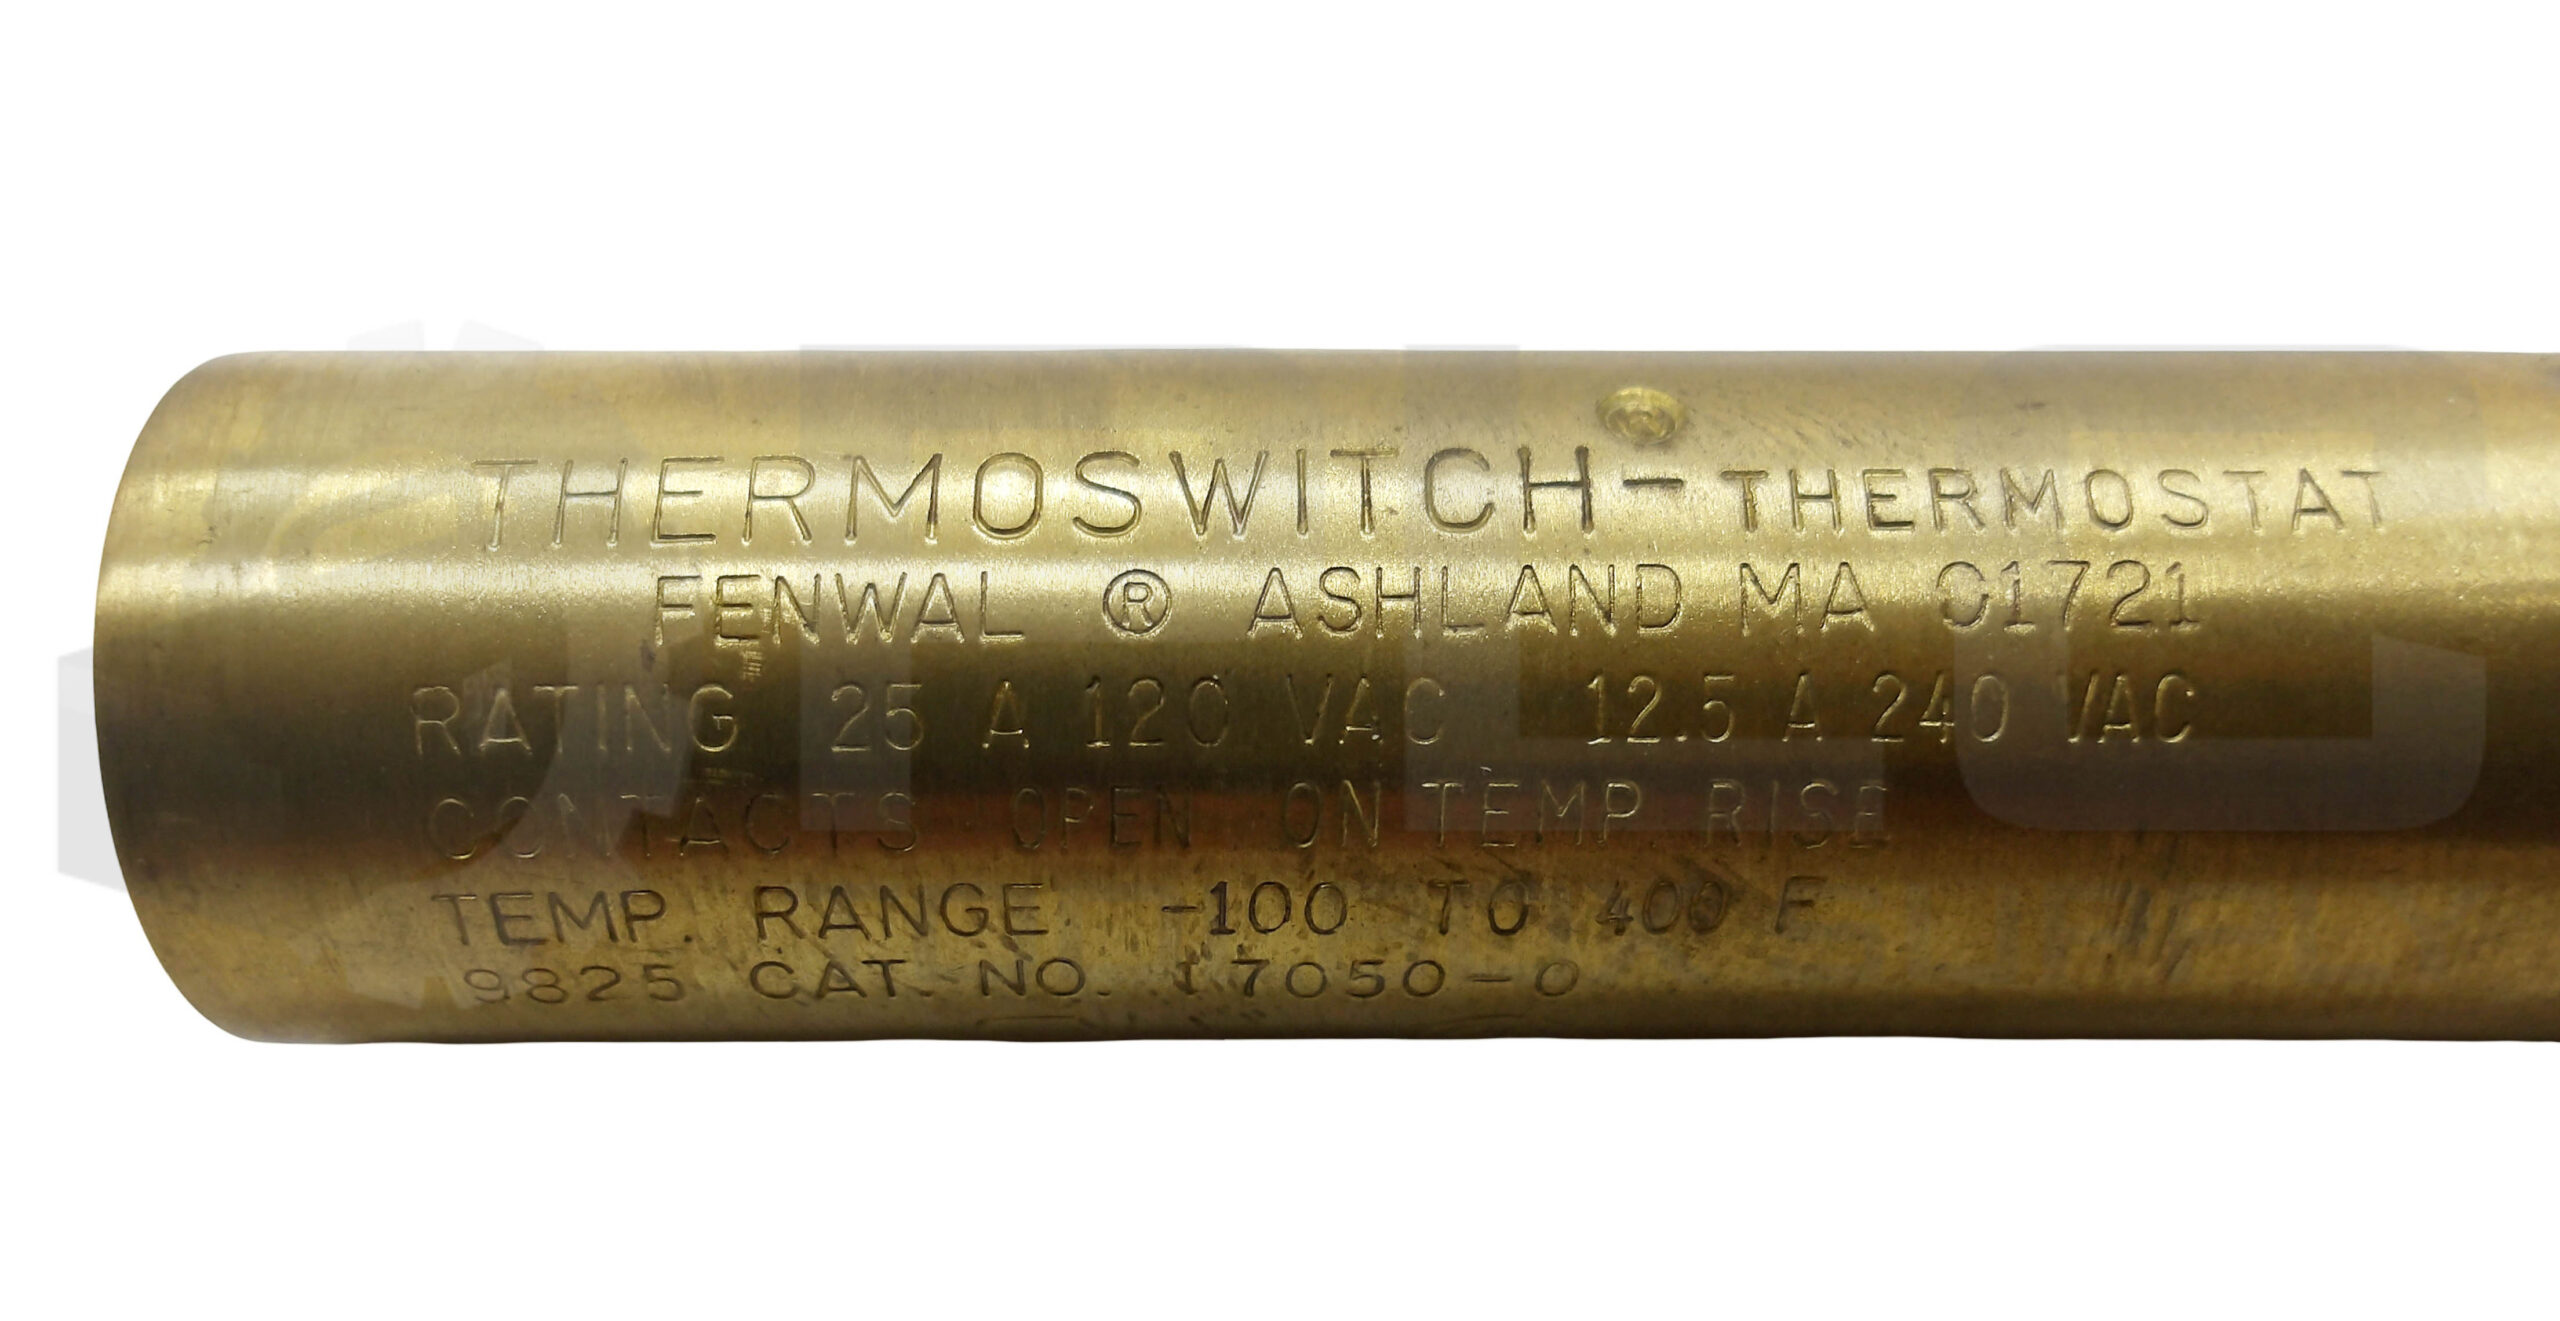 THERMOSWITCH-THERMOSTAT
FENWAL ® ASHLAND MA 01721
RATING 25 A 120 VAC 12.5 A 240 VAC
CONTACTS OPEN ON TEMP RISE
TEMP. RANGE -100 TO 400 F
9825 CAT. NO. 17050-0